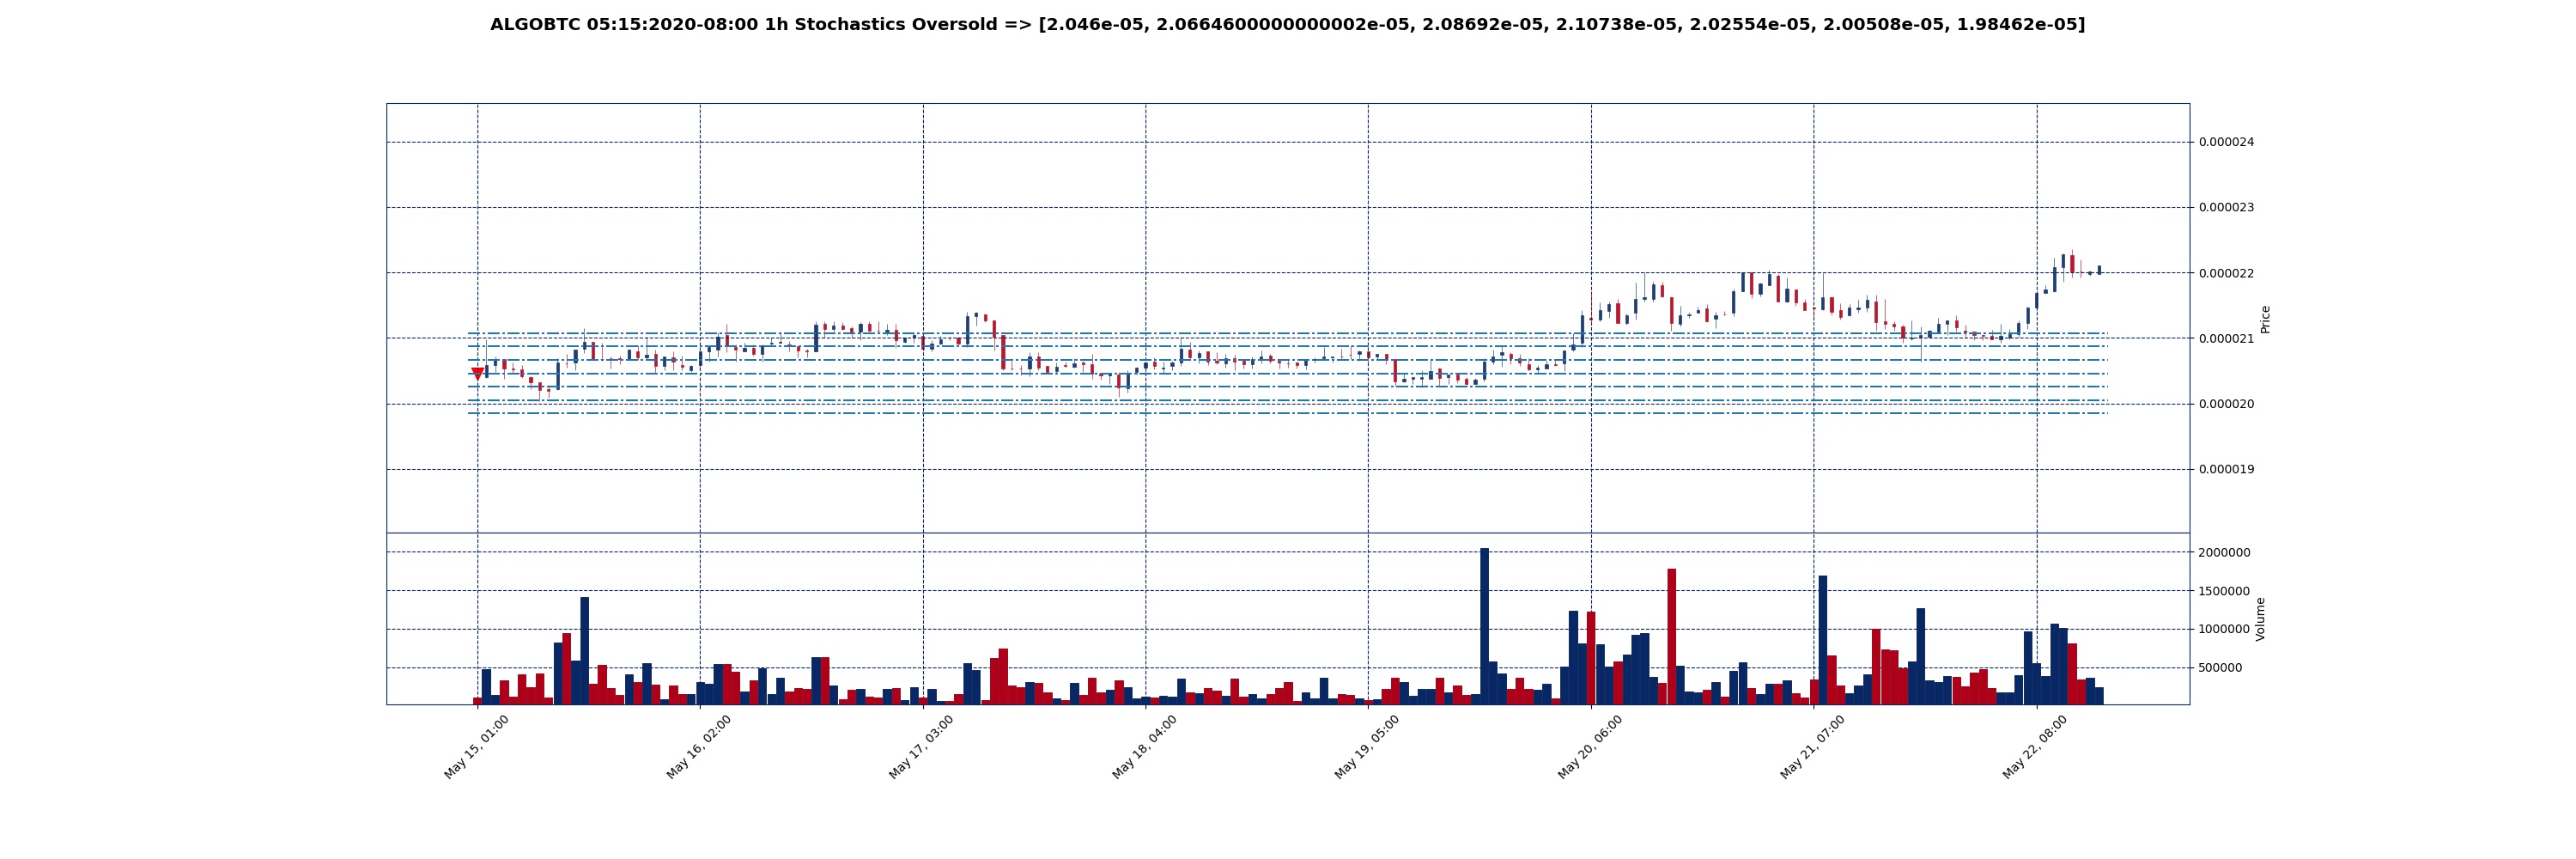 ALGOBTC 05:15:2020-08:00 1h Stochastics Oversold => [2.046e-05, 2.0664600000000002e-05, 2.08692e-05, 2.10738e-05, 2.02554e-05, 2.00508e-05, 1.98462e-05]
0.000024
0.000023
0.000022
0.000021
0.000020
0.000019
Price
2000000
1500000
1000000
500000
Volume
May 15, 01:00
May 16, 02:00
May 17, 03:00
May 18, 04:00
May 19, 05:00
May 20, 06:00
May 21, 07:00
May 22, 08:00